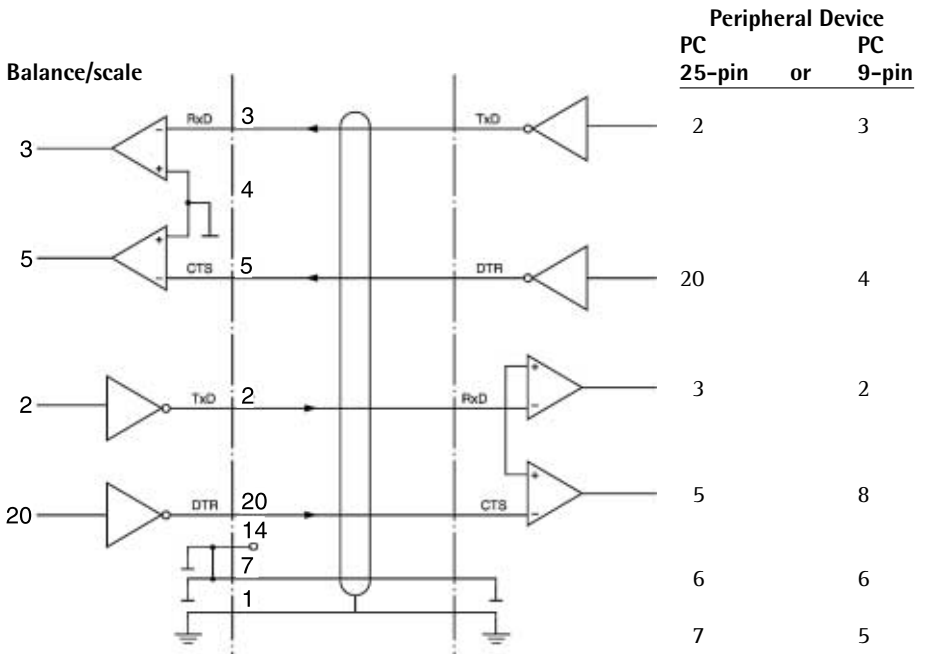 Peripheral Device
PC PC
Balance/scale 25-pin or 9-pin
RxD 3 TxD 2 3
3
4
5 CTS 5 DTR 20 4
2 TxD 2 RxD 3 2
20 DTR 20 CTS 5 8
14
7
6 6
1
7 5